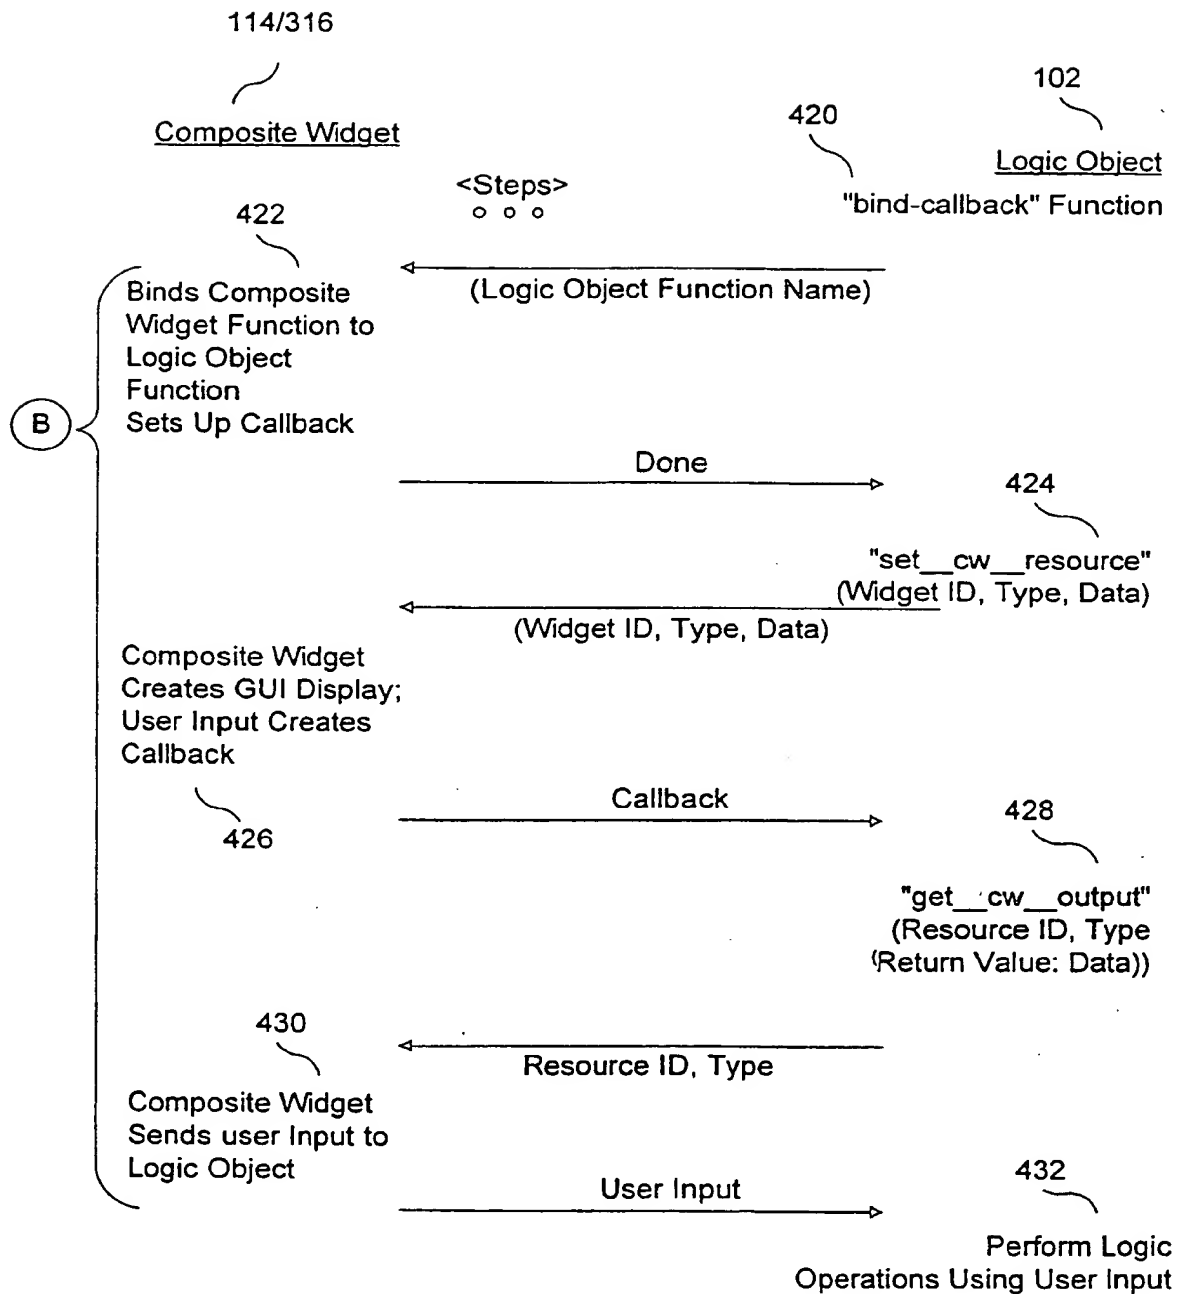 114/316
102
420
Composite Widget
Logic Object
<Steps>
"bind-callback" Function
422
(Logic Object Function Name)
Binds Composite
Widget Function to
Logic Object
Function
Sets Up Callback
B
Done
424
"set__cw__resource"
(Widget ID, Type, Data)
(Widget ID, Type, Data)
Composite Widget
Creates GUI Display;
User Input Creates
Callback
426
Callback
428
"get__cw__output"
(Resource ID, Type
(Return Value: Data))
430
Resource ID, Type
Composite Widget
Sends user Input to
Logic Object
User Input
432
Perform Logic
Operations Using User Input